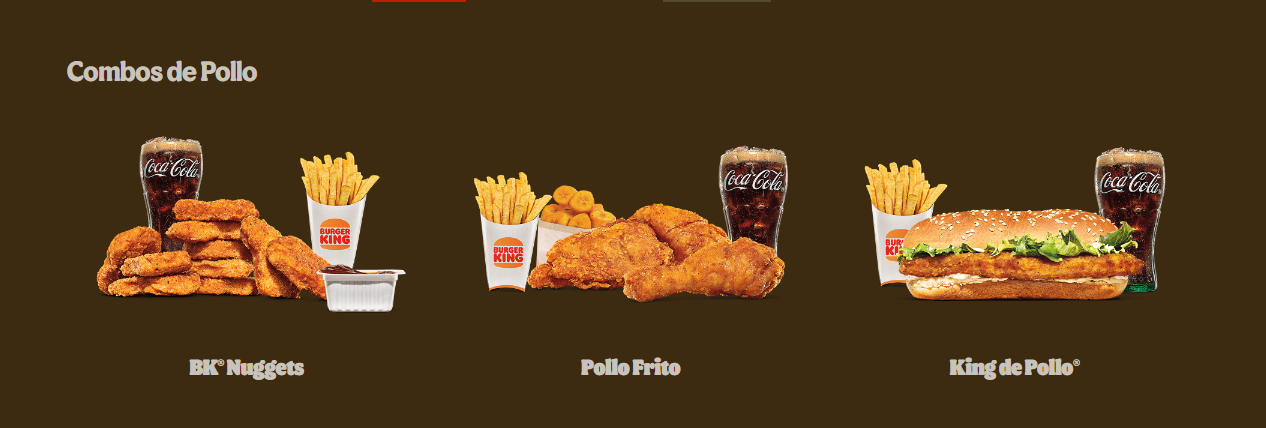 Combos de Pollo
Coca-Cola
BURGER
KING
BURGER
KING
Coca-Cola
BURGER
KING
Coca-Cola
BK® Nuggets
Pollo Frito
King de Pollo®